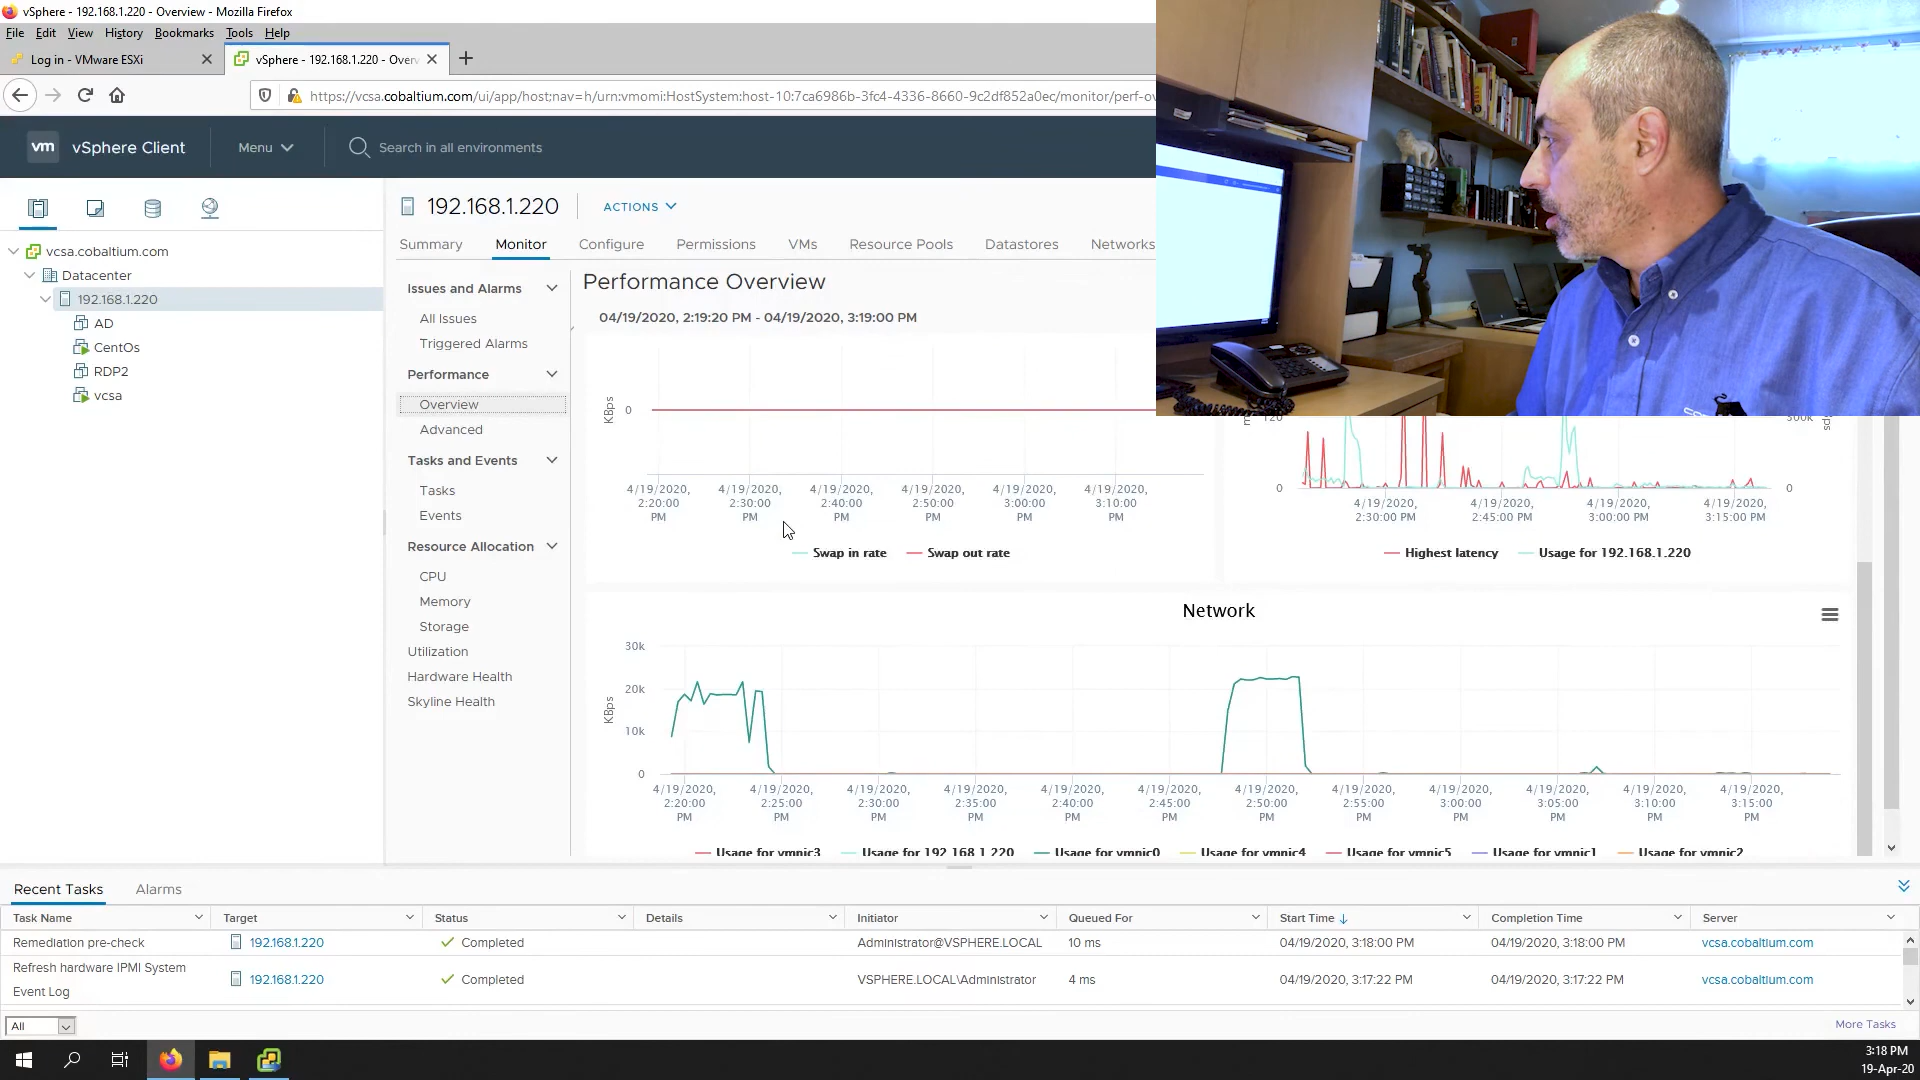 vSphere - 192.168.1.220 - Overview - Mozilla Firefox
File Edit View History Bookmarks Tools Help
Log in - VMware ESXi
vSphere - 192.168.1.220 - Over
https://vcsa.cobaltium.com/ui/app/host;nav=h/urn:vmomi:HostSystem:host-10:7ca6986b-3fc4-4336-8660-9c2df852a0ec/monitor/perf-ov
vm vSphere Client Menu Search in all environments
192.168.1.220 ACTIONS
Summary Monitor Configure Permissions VMs Resource Pools Datastores Networks
vcsa.cobaltium.com
Datacenter
192.168.1.220
AD
CentOs
RDP2
vcsa
Issues and Alarms
All Issues
Triggered Alarms
Performance
Overview
Advanced
Tasks and Events
Tasks
Events
Resource Allocation
CPU
Memory
Storage
Utilization
Hardware Health
Skyline Health
Performance Overview
04/19/2020, 2:19:20 PM - 04/19/2020, 3:19:00 PM
KBps
0
4/19/2020, 4/19/2020, 4/19/2020, 4/19/2020, 4/19/2020, 4/19/2020,
2:20:00 2:30:00 2:40:00 2:50:00 3:00:00 3:10:00
PM PM PM PM PM PM
Swap in rate Swap out rate
120
300k
0 0
4/19/2020, 4/19/2020, 4/19/2020, 4/19/2020,
2:30:00 PM 2:45:00 PM 3:00:00 PM 3:15:00 PM
Highest latency Usage for 192.168.1.220
Network
KBps
30k
20k
10k
0
4/19/2020, 4/19/2020, 4/19/2020, 4/19/2020, 4/19/2020, 4/19/2020, 4/19/2020, 4/19/2020, 4/19/2020, 4/19/2020, 4/19/2020, 4/19/2020,
2:20:00 2:25:00 2:30:00 2:35:00 2:40:00 2:45:00 2:50:00 2:55:00 3:00:00 3:05:00 3:10:00 3:15:00
PM PM PM PM PM PM PM PM PM PM PM PM
Usage for vmnic3 Usage for 192.168.1.220 Usage for vmnic0 Usage for vmnic4 Usage for vmnic5 Usage for vmnic1 Usage for vmnic2
Recent Tasks Alarms
Task Name Target Status Details Initiator Queued For Start Time Completion Time Server
Remediation pre-check 192.168.1.220 Completed Administrator@VSPHERE.LOCAL 10 ms 04/19/2020, 3:18:00 PM 04/19/2020, 3:18:00 PM vcsa.cobaltium.com
Refresh hardware IPMI System
Event Log 192.168.1.220 Completed VSPHERE.LOCAL\Administrator 4 ms 04/19/2020, 3:17:22 PM 04/19/2020, 3:17:22 PM vcsa.cobaltium.com
All
More Tasks
3:18 PM
19-Apr-20